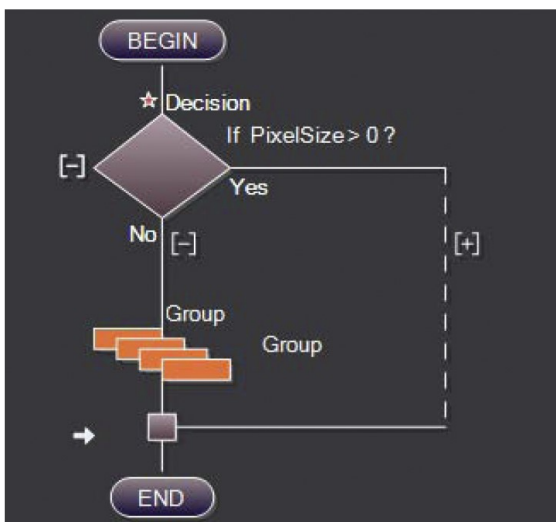 BEGIN
Decision
If PixelSize > 0 ?
[-]
Yes
No
[-]
[+]
Group
Group
END